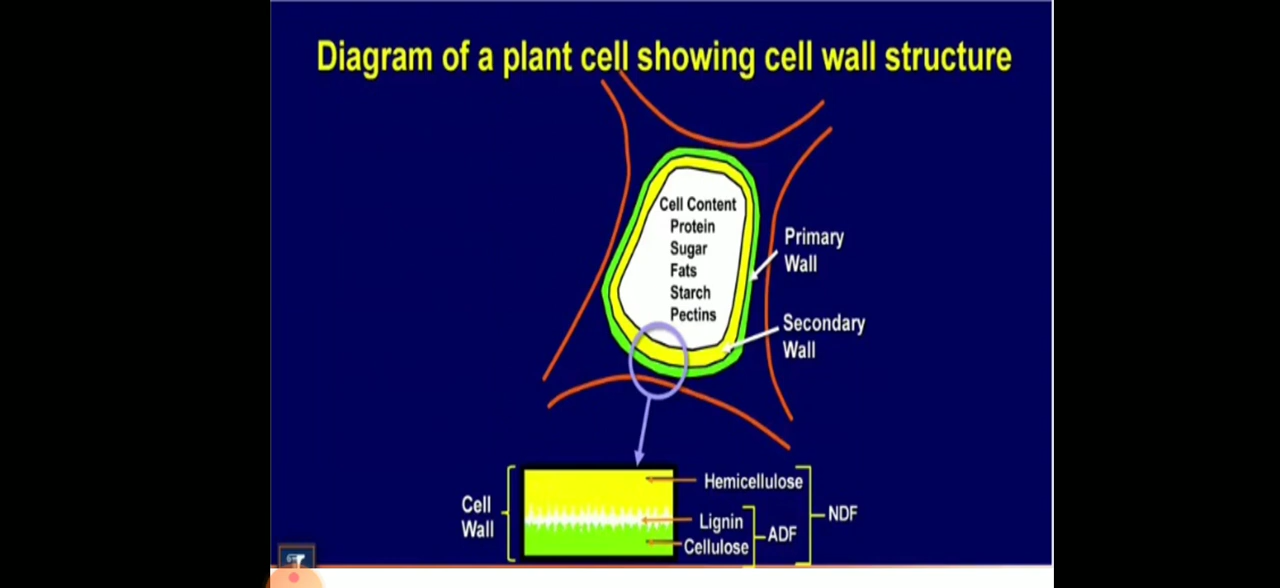 Diagram of a plant cell showing cell wall structure
Cell Content
Protein
Sugar
Fats
Starch
Pectins
Primary
Wall
Secondary
Wall
Cell
Wall
Hemicellulose
Lignin
Cellulose
ADF
NDF